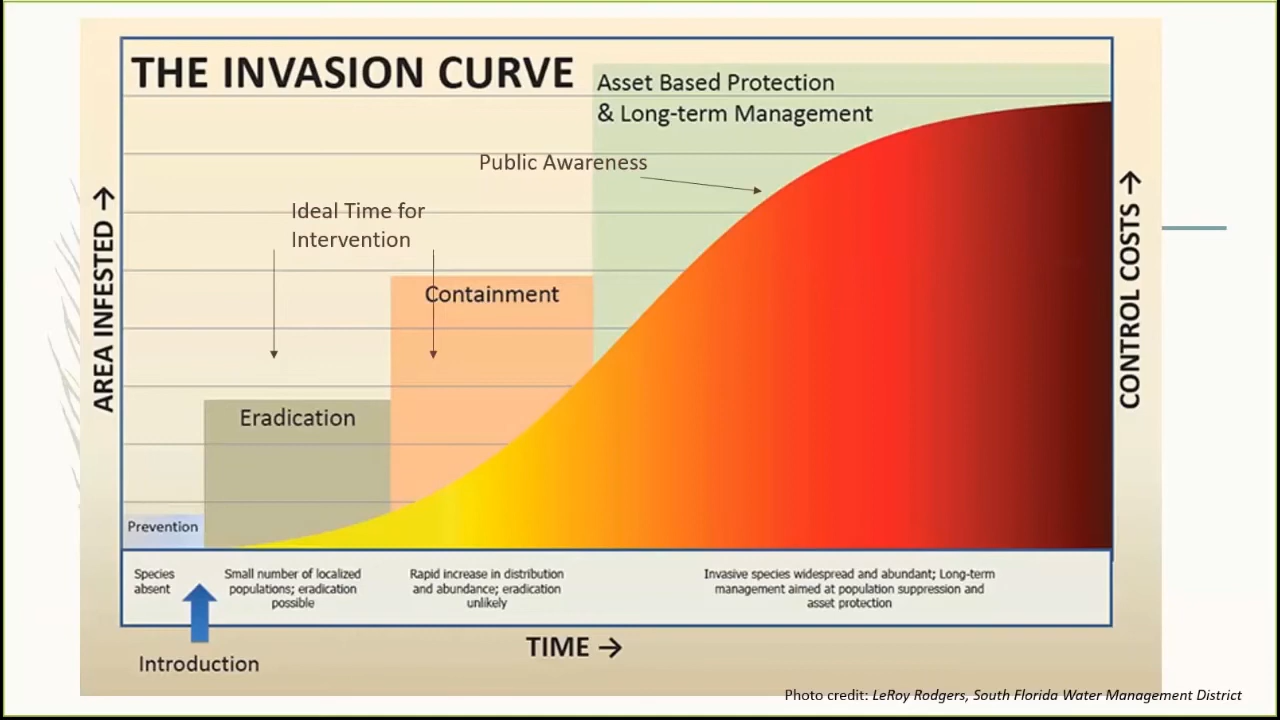 THE INVASION CURVE
Asset Based Protection
& Long-term Management
Public Awareness
Ideal Time for
Intervention
Containment
Eradication
Prevention
AREA INFESTED →
CONTROL COSTS →
Species
absent
Small number of localized
populations; eradication
possible
Rapid increase in distribution
and abundance; eradication
unlikely
Invasive species widespread and abundant; Long-term
management aimed at population suppression and
asset protection
TIME →
Introduction
Photo credit: LeRoy Rodgers, South Florida Water Management District